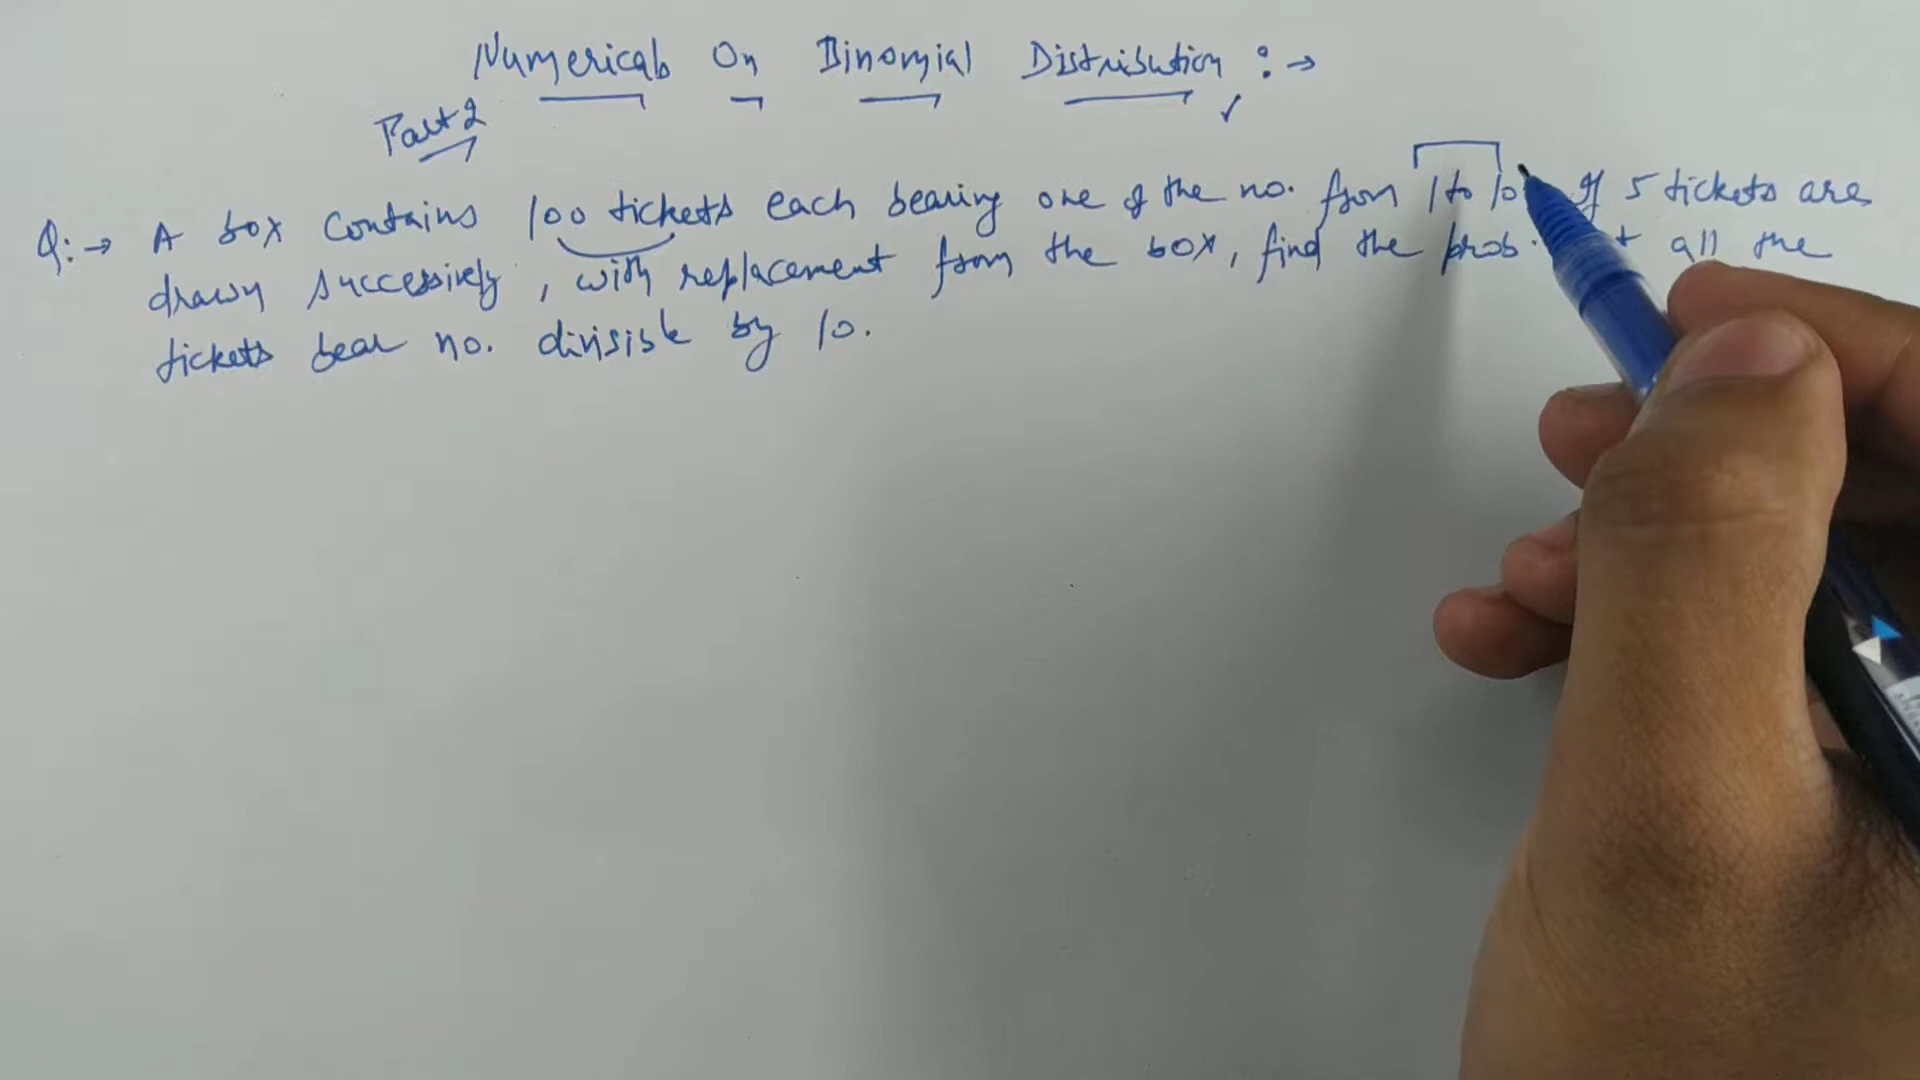 Numericals On Binomial Distribution :→
Part 2
Q:→ A box contains 100 tickets each bearing one of the no. from 1 to 10 If 5 tickets are
drawn successively, with replacement from the box, find the prob. all the
tickets bear no. divisible by 10.